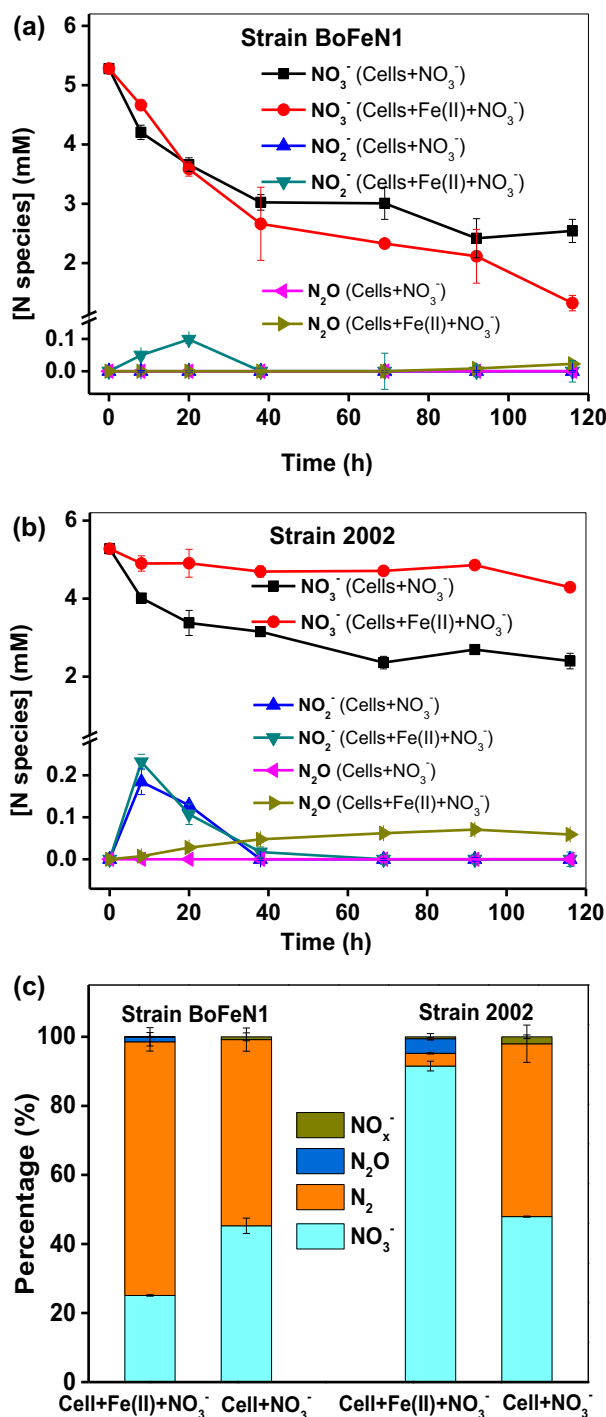 (a)
Strain BoFeN1
NO₃⁻ (Cells+NO₃⁻)
NO₃⁻ (Cells+Fe(II)+NO₃⁻)
NO₂⁻ (Cells+NO₃⁻)
NO₂⁻ (Cells+Fe(II)+NO₃⁻)
N₂O (Cells+NO₃⁻)
N₂O (Cells+Fe(II)+NO₃⁻)
[N species] (mM)
6
5
4
3
2
0.1
0.0
0 20 40 60 80 100 120
Time (h)
(b)
Strain 2002
NO₃⁻ (Cells+NO₃⁻)
NO₃⁻ (Cells+Fe(II)+NO₃⁻)
NO₂⁻ (Cells+NO₃⁻)
NO₂⁻ (Cells+Fe(II)+NO₃⁻)
N₂O (Cells+NO₃⁻)
N₂O (Cells+Fe(II)+NO₃⁻)
[N species] (mM)
6
4
2
0.2
0.1
0.0
0 20 40 60 80 100 120
Time (h)
(c)
Strain BoFeN1 Strain 2002
NOₓ⁻
N₂O
N₂
NO₃⁻
Percentage (%)
100
80
60
40
20
0
Cell+Fe(II)+NO₃⁻ Cell+NO₃⁻ Cell+Fe(II)+NO₃⁻ Cell+NO₃⁻